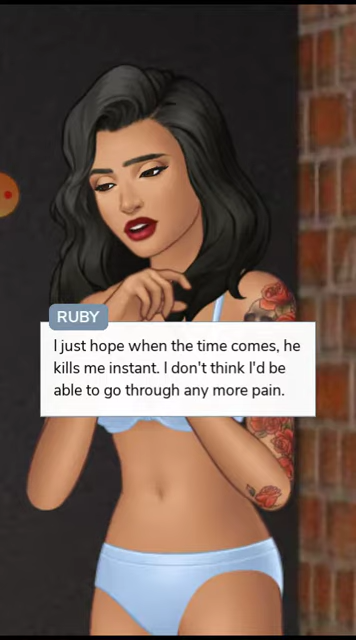 RUBY
I just hope when the time comes, he
kills me instant. I don't think I'd be
able to go through any more pain.